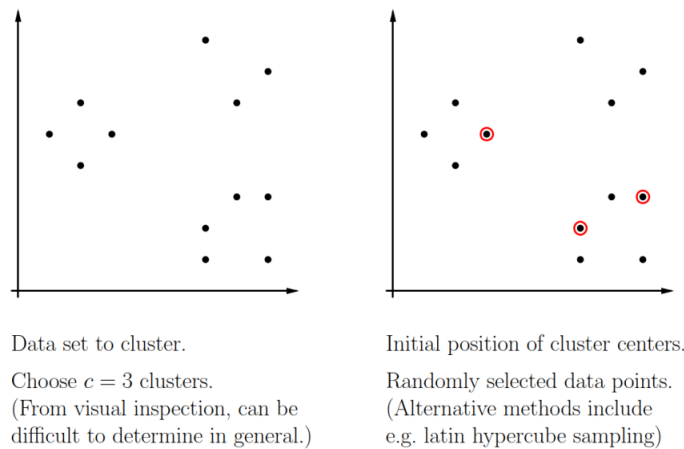 Data set to cluster.
Choose c = 3 clusters.
(From visual inspection, can be
difficult to determine in general.)
Initial position of cluster centers.
Randomly selected data points.
(Alternative methods include
e.g. latin hypercube sampling)